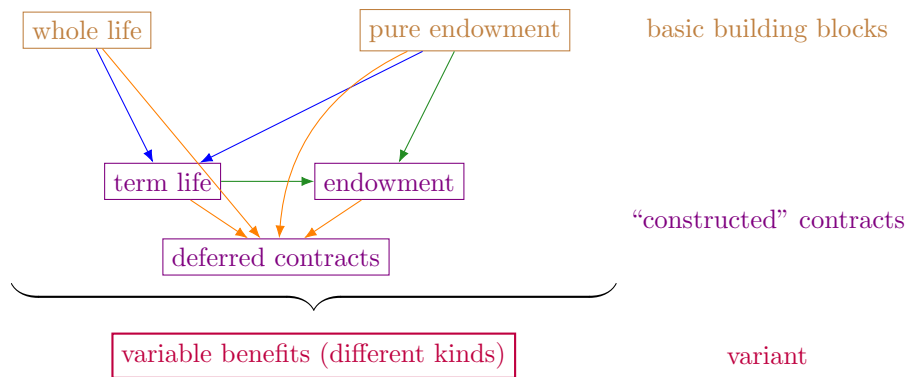 whole life
pure endowment
basic building blocks
term life
endowment
“constructed” contracts
deferred contracts
variable benefits (different kinds)
variant